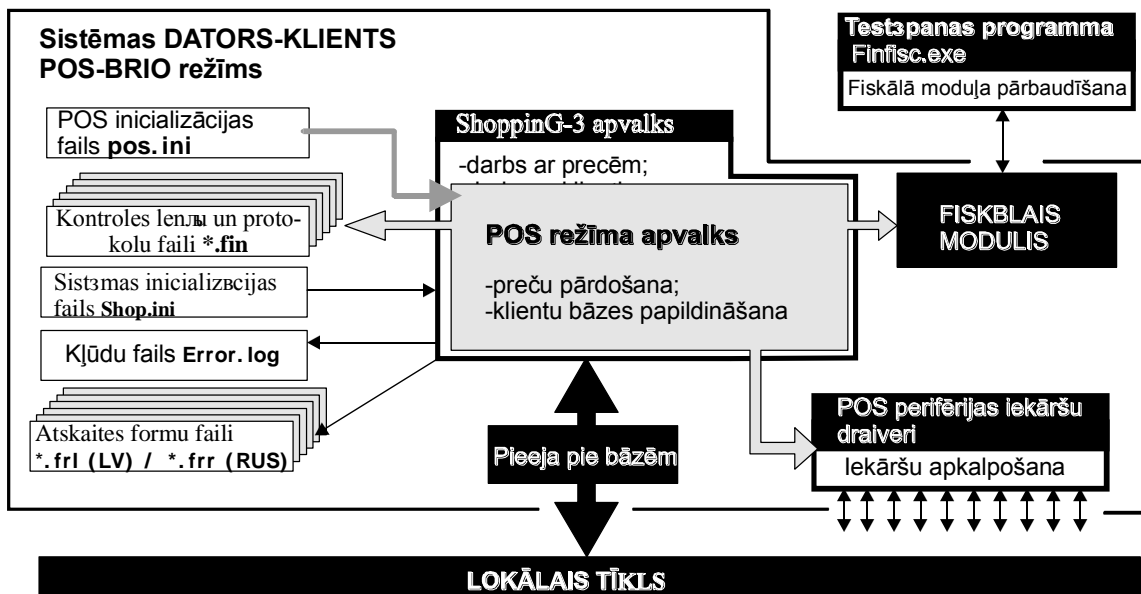 Sistēmas DATORS-KLIENTS
POS-BRIO režīms
Testзpanas programma
Finfisc.exe
Fiskālā moduļa pārbaudīšana
POS inicializācijas
fails pos.ini
ShoppinG-3 apvalks
-darbs ar precēm;
Kontroles lenлы un proto-
kolu faili *.fin
POS režīma apvalks
-preču pārdošana;
-klientu bāzes papildināšana
FISKBLAIS
MODULIS
Sistзmas inicializвcijas
fails Shop.ini
Kļūdu fails Error.log
Atskaites formu faili
*.frl (LV) / *.frr (RUS)
Pieeja pie bāzēm
POS perifērijas iekāršu
draiveri
Iekāršu apkalpošana
LOKĀLAIS TĪKLS